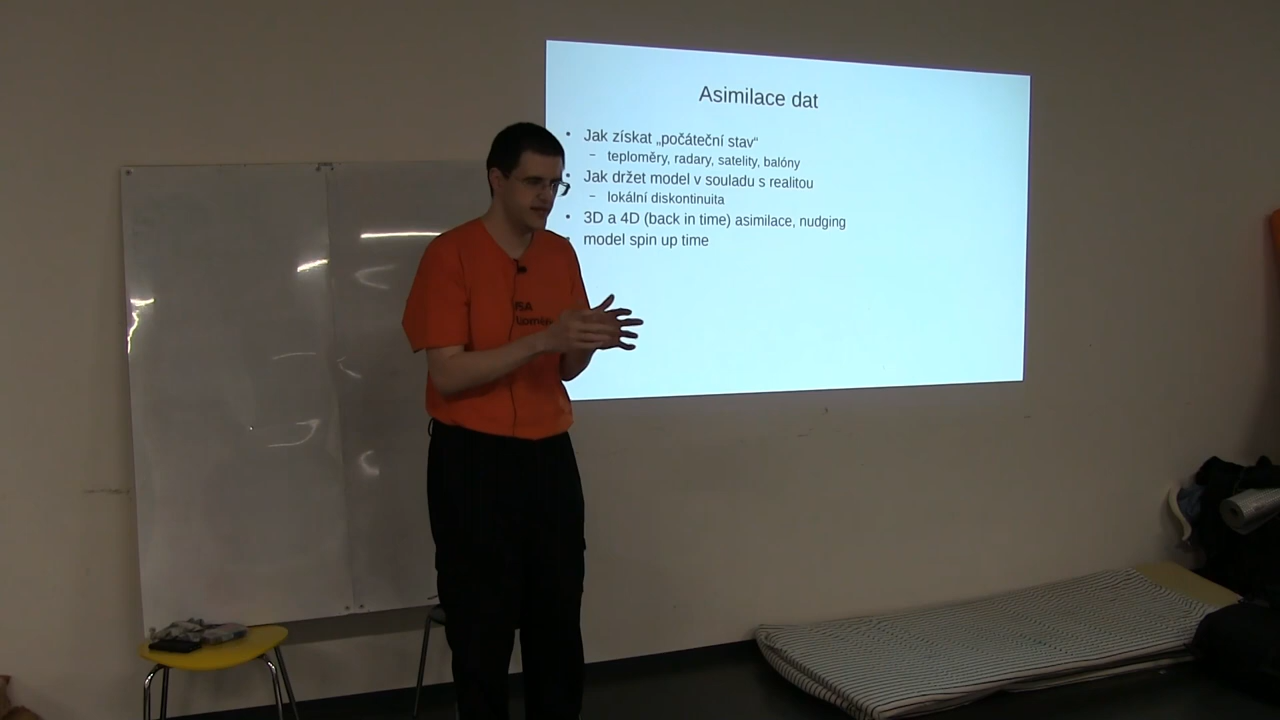 Asimilace dat
• Jak získat „počáteční stav“
– teploměry, radary, satelity, balóny
• Jak držet model v souladu s realitou
– lokální diskontinuita
• 3D a 4D (back in time) asimilace, nudging
• model spin up time